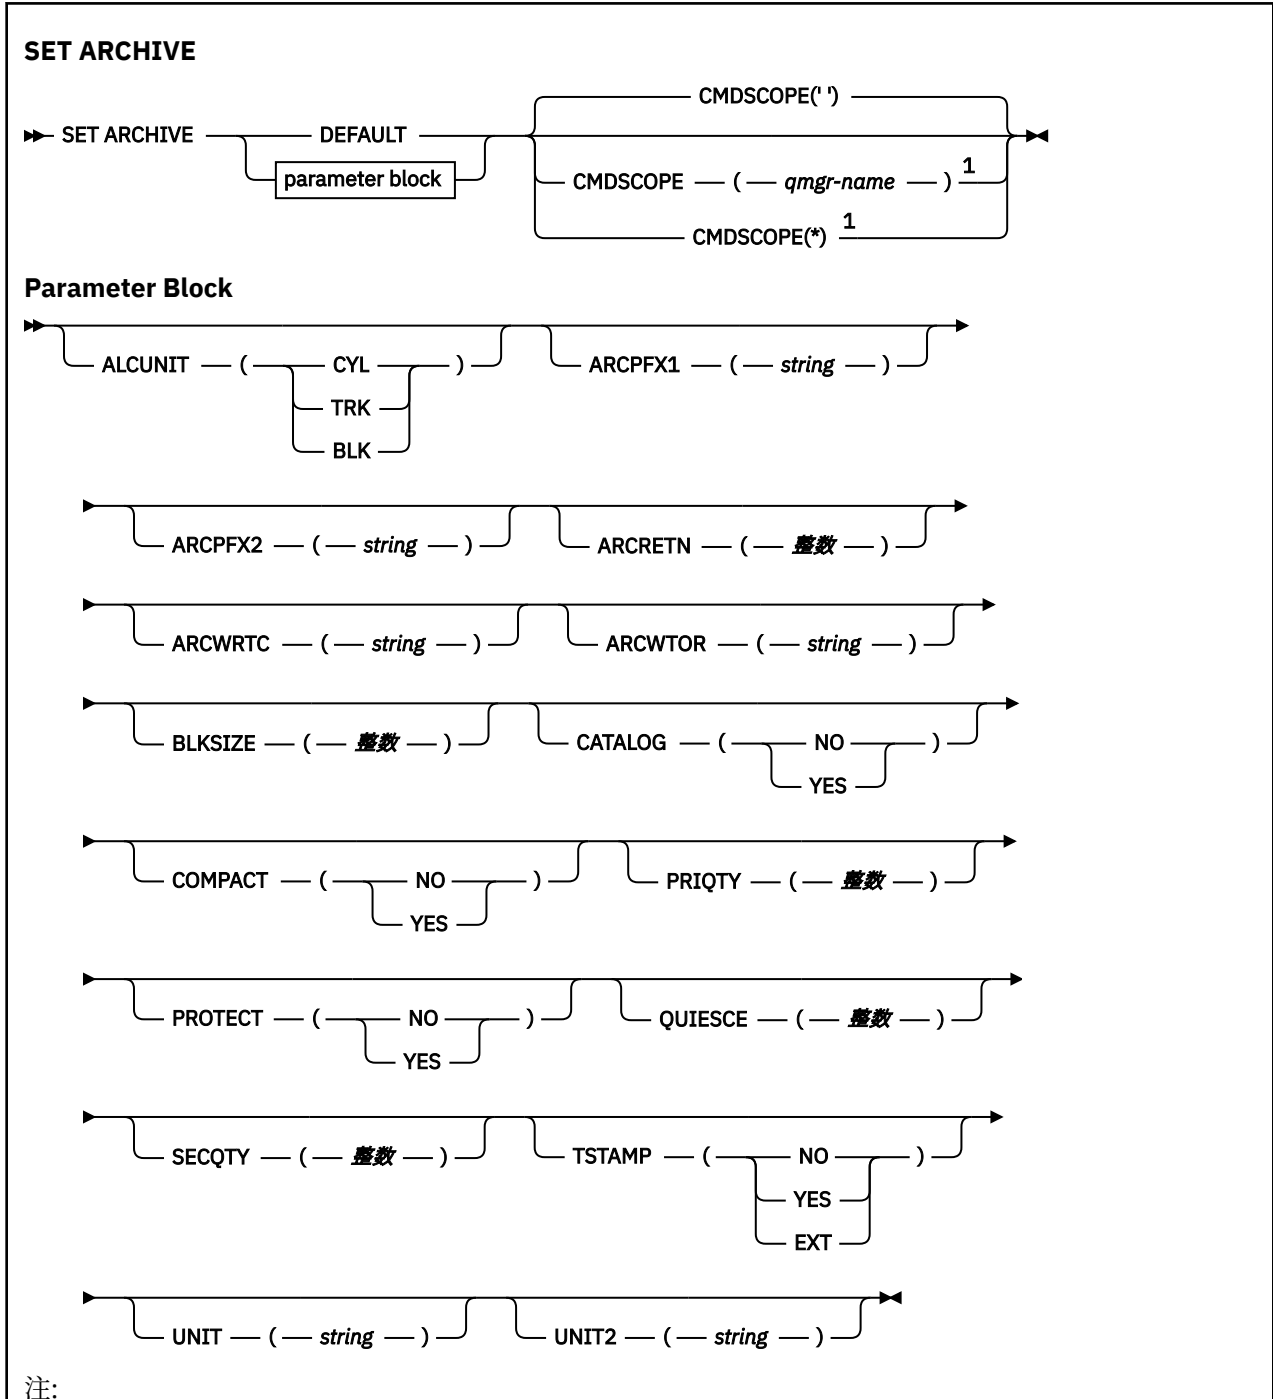 SET ARCHIVE
CMDSCOPE(' ')
SET ARCHIVE DEFAULT
parameter block
CMDSCOPE ( qmgr-name ) 1
CMDSCOPE(*) 1
Parameter Block
ALCUNIT ( CYL ) ARCPFX1 ( string )
TRK
BLK
ARCPFX2 ( string ) ARCRETN ( 整数 )
ARCWRTC ( string ) ARCWTOR ( string )
BLKSIZE ( 整数 ) CATALOG ( NO )
YES
COMPACT ( NO ) PRIQTY ( 整数 )
YES
PROTECT ( NO ) QUIESCE ( 整数 )
YES
SECQTY ( 整数 ) TSTAMP ( NO )
YES
EXT
UNIT ( string ) UNIT2 ( string )
注: